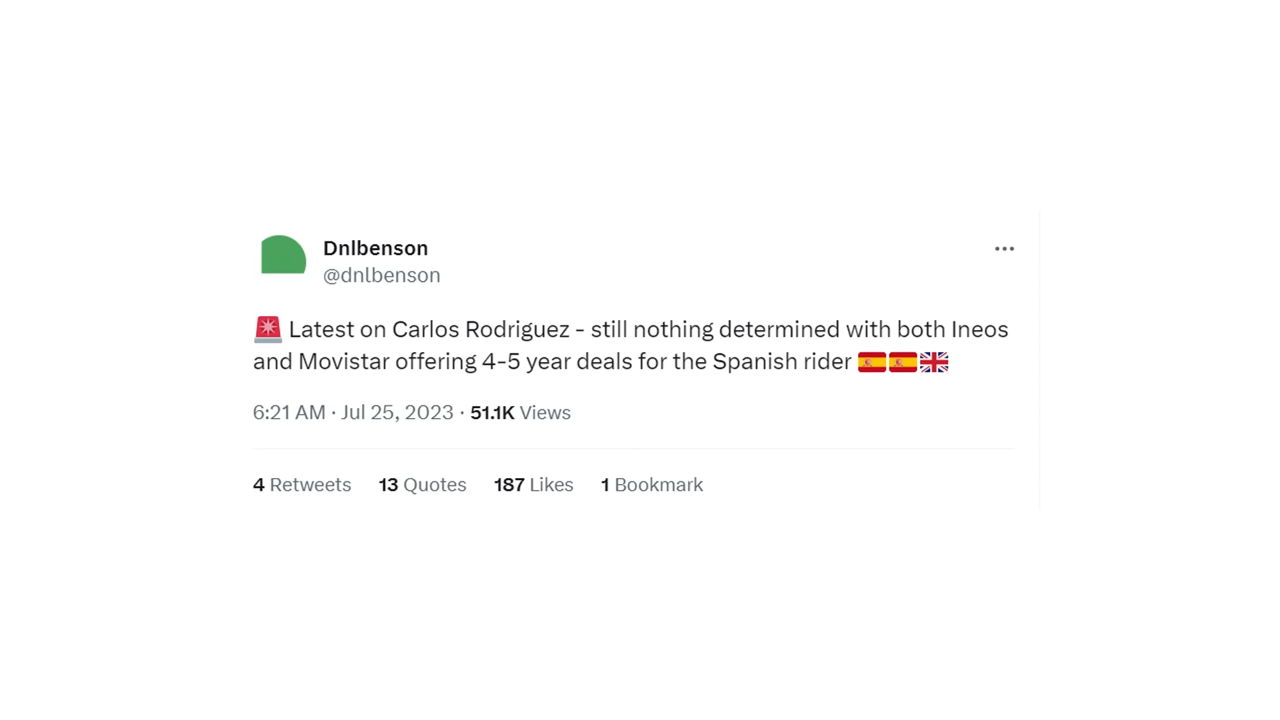 Dnlbenson
@dnlbenson
🚨 Latest on Carlos Rodriguez - still nothing determined with both Ineos
and Movistar offering 4-5 year deals for the Spanish rider 🇪🇸🇪🇸🇬🇧
6:21 AM · Jul 25, 2023 · 51.1K Views
4 Retweets 13 Quotes 187 Likes 1 Bookmark